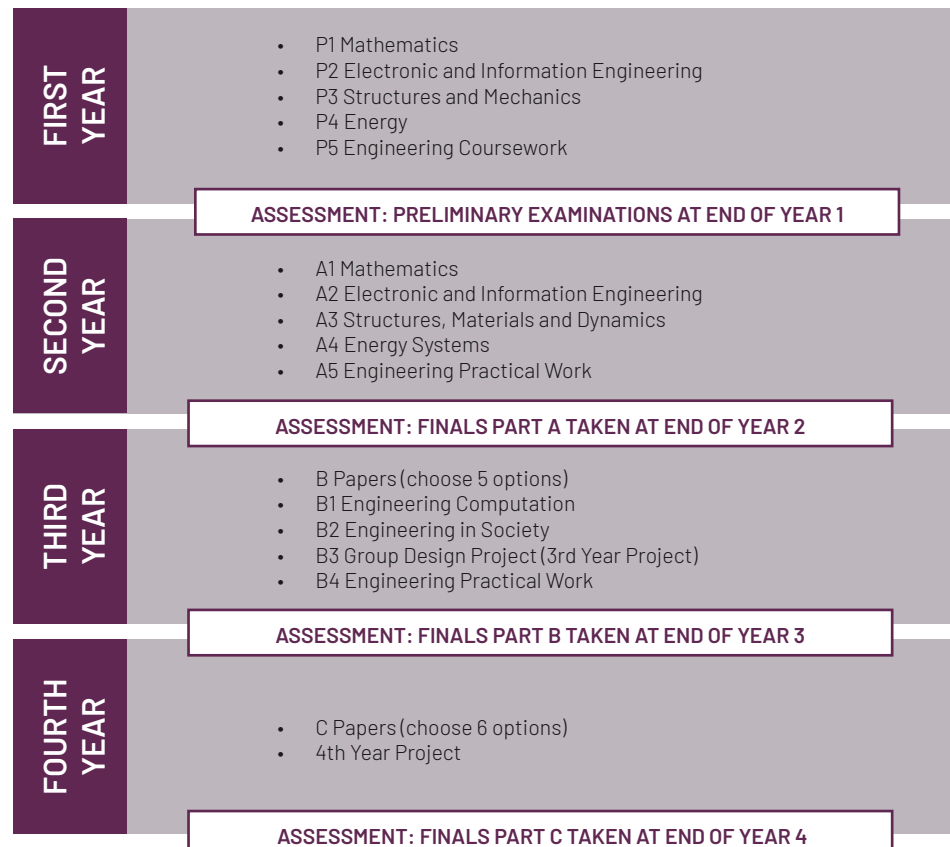 FIRST
YEAR
• P1 Mathematics
• P2 Electronic and Information Engineering
• P3 Structures and Mechanics
• P4 Energy
• P5 Engineering Coursework
ASSESSMENT: PRELIMINARY EXAMINATIONS AT END OF YEAR 1
SECOND
YEAR
• A1 Mathematics
• A2 Electronic and Information Engineering
• A3 Structures, Materials and Dynamics
• A4 Energy Systems
• A5 Engineering Practical Work
ASSESSMENT: FINALS PART A TAKEN AT END OF YEAR 2
THIRD
YEAR
• B Papers (choose 5 options)
• B1 Engineering Computation
• B2 Engineering in Society
• B3 Group Design Project (3rd Year Project)
• B4 Engineering Practical Work
ASSESSMENT: FINALS PART B TAKEN AT END OF YEAR 3
FOURTH
YEAR
• C Papers (choose 6 options)
• 4th Year Project
ASSESSMENT: FINALS PART C TAKEN AT END OF YEAR 4